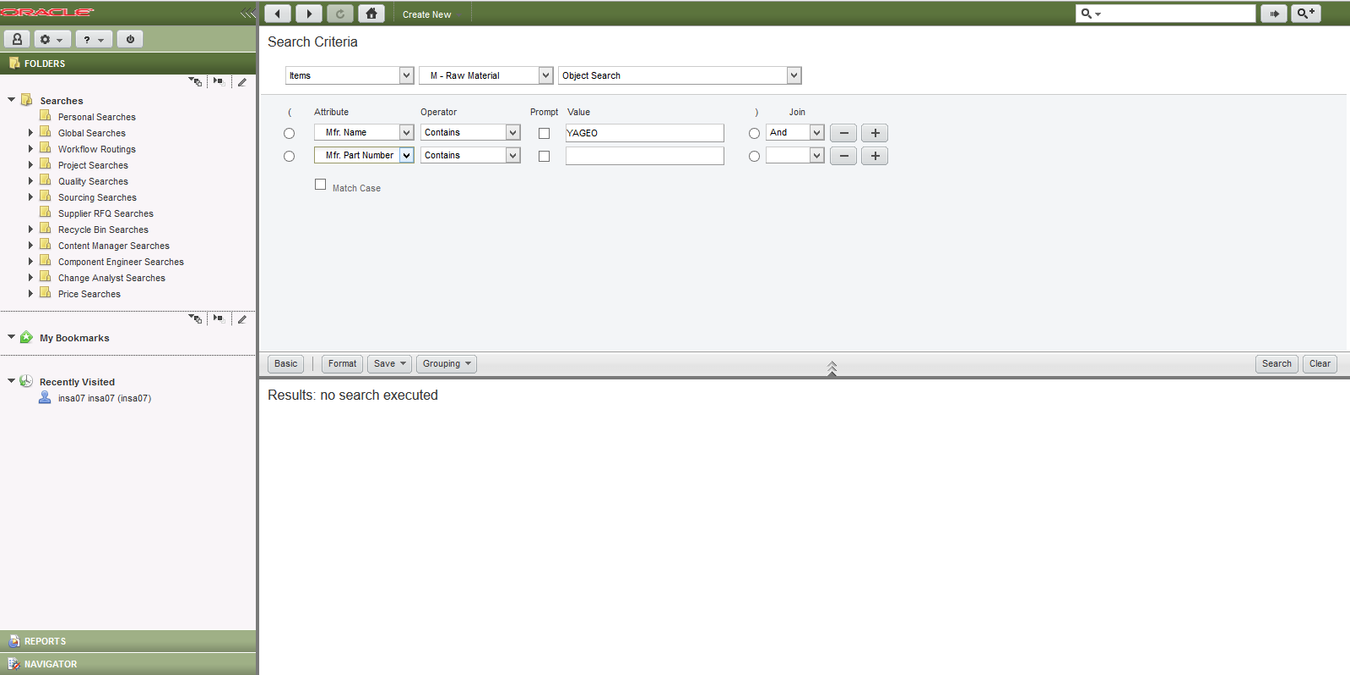 ORACLE
Create New
?
FOLDERS
Searches
Personal Searches
Global Searches
Workflow Routings
Project Searches
Quality Searches
Sourcing Searches
Supplier RFQ Searches
Recycle Bin Searches
Content Manager Searches
Component Engineer Searches
Change Analyst Searches
Price Searches
My Bookmarks
Recently Visited
insa07 insa07 (insa07)
REPORTS
NAVIGATOR
Search Criteria
Items M - Raw Material Object Search
( Attribute Operator Prompt Value ) Join
Mfr. Name Contains YAGEO And
Mfr. Part Number Contains
Match Case
Basic Format Save Grouping Search Clear
Results: no search executed